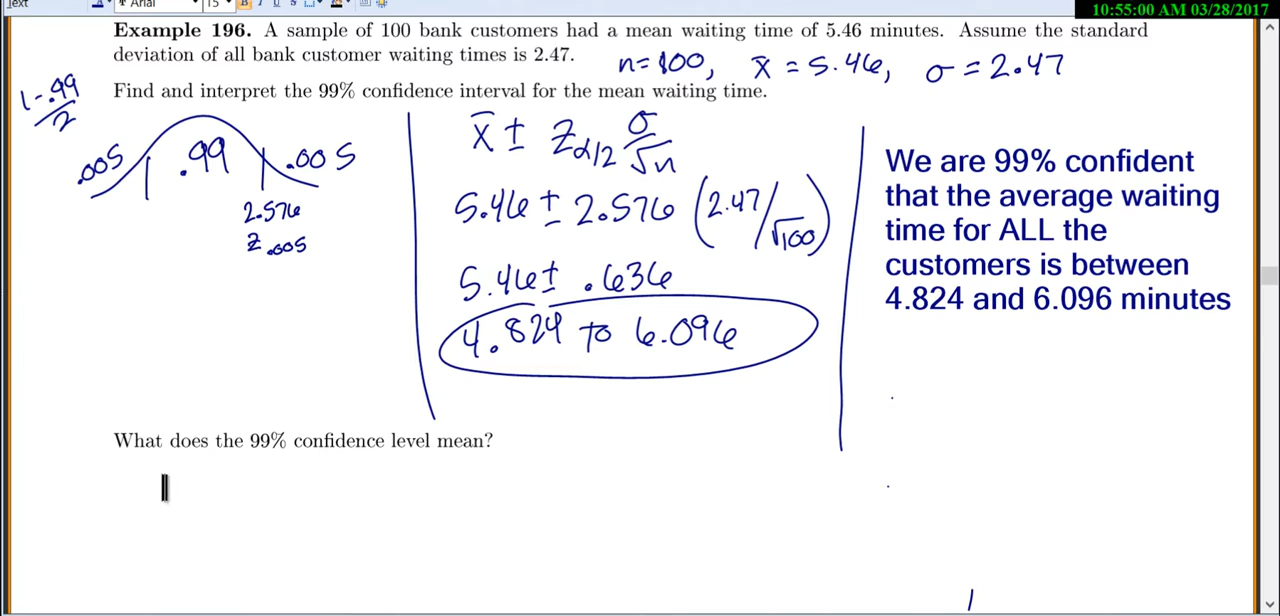 Text
Arial
15
B I U S
10:55:00 AM 03/28/2017
Example 196. A sample of 100 bank customers had a mean waiting time of 5.46 minutes. Assume the standard
deviation of all bank customer waiting times is 2.47.
n=100, x̄ = 5.46, σ = 2.47
Find and interpret the 99% confidence interval for the mean waiting time.
1-.99
2
.005 .99 .005
2.576
Z.005
x̄ ± Zα/2 σ/√n
5.46 ± 2.576 (2.47/√100)
5.46 ± .636
4.824 to 6.096
We are 99% confident
that the average waiting
time for ALL the
customers is between
4.824 and 6.096 minutes
What does the 99% confidence level mean?